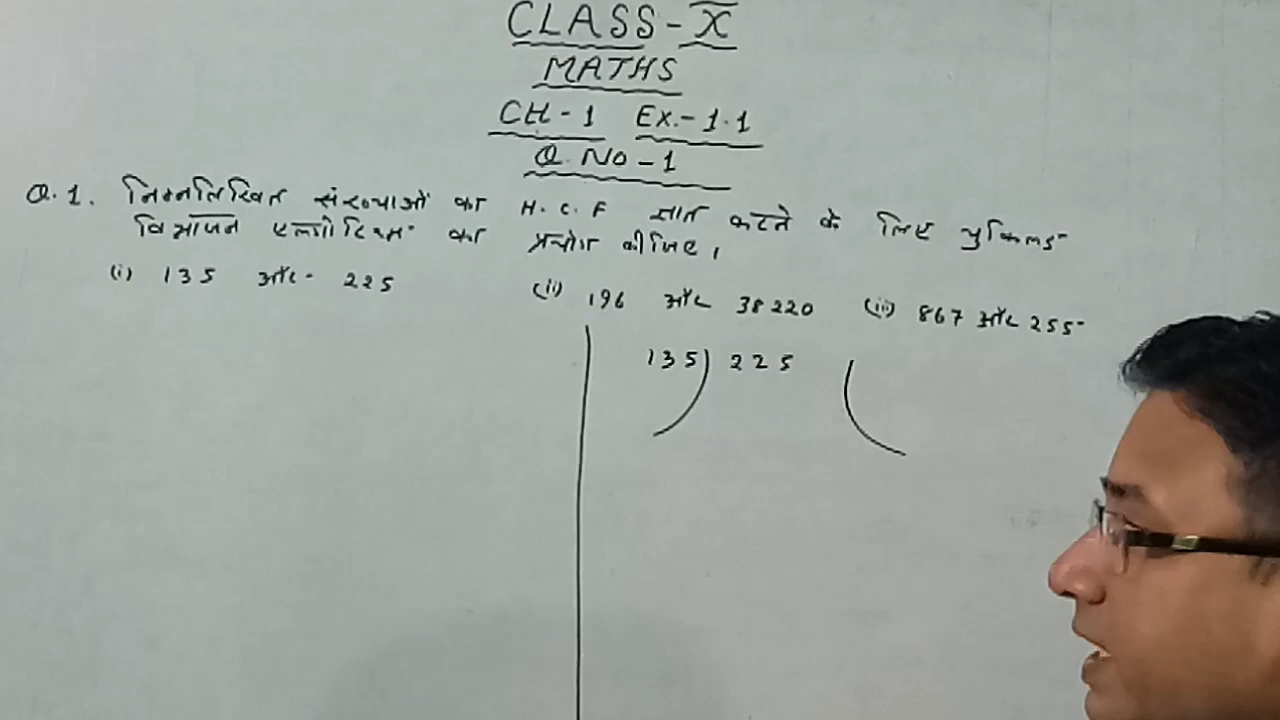 CLASS - X
MATHS
CH - 1 Ex. - 1.1
Q. No - 1
Q. 1. निम्नलिखित संख्याओं का H. C. F ज्ञात करने के लिए युक्लिड
विभाजन एल्गोरिथ्म का प्रयोग कीजिए।
(i) 135 और 225 (ii) 196 और 38220 (iii) 867 और 255
135) 225 (